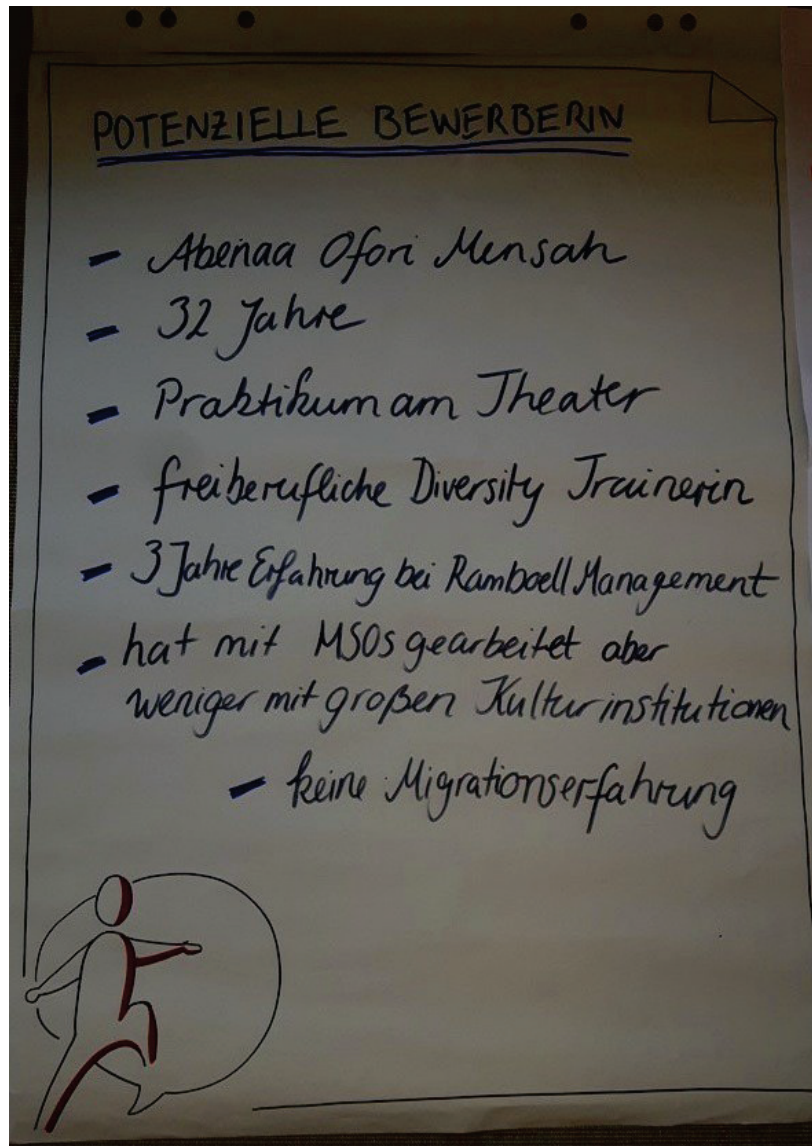 POTENZIELLE BEWERBERIN
- Abenaa Ofori Mensah
- 32 Jahre
- Praktikum am Theater
- freiberufliche Diversity Trainerin
- 3 Jahre Erfahrung bei Ramboell Management
- hat mit MSOs gearbeitet aber
weniger mit großen Kulturinstitutionen
- keine Migrationserfahrung